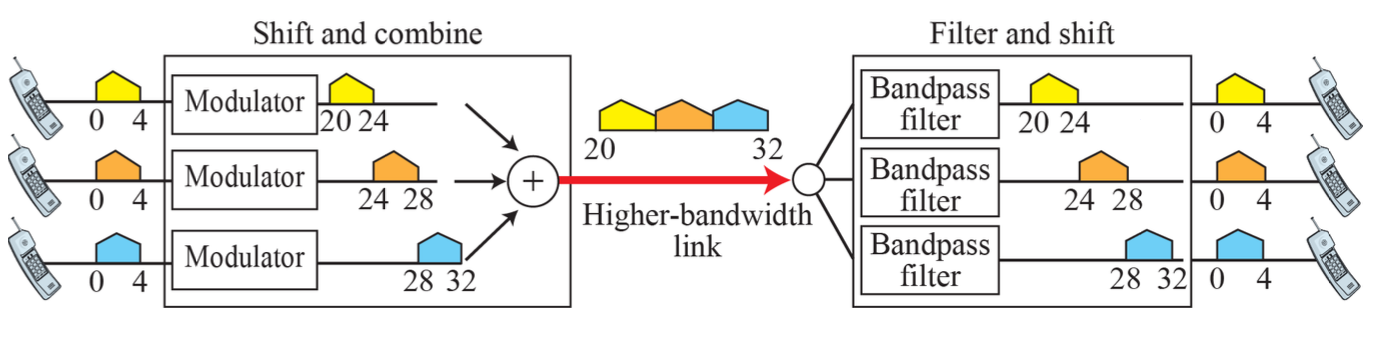 Shift and combine
Filter and shift
0 4
Modulator
20 24
0 4
Modulator
24 28
0 4
Modulator
28 32
+
20 32
Higher-bandwidth
link
Bandpass
filter
20 24
0 4
Bandpass
filter
24 28
0 4
Bandpass
filter
28 32
0 4